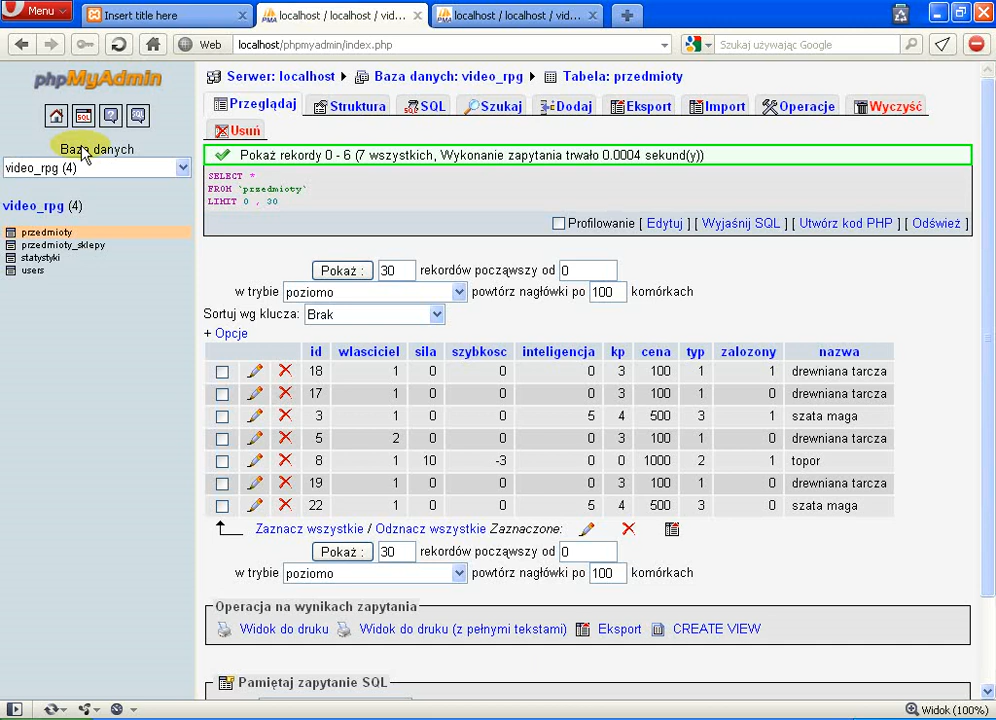 Menu
Insert title here
localhost / localhost / vid...
localhost / localhost / vid...
Web
localhost/phpmyadmin/index.php
Szukaj używając Google
phpMyAdmin
SQL
Baza danych
video_rpg (4)
video_rpg (4)
przedmioty
przedmioty_sklepy
statystyki
users
Serwer: localhost
Baza danych: video_rpg
Tabela: przedmioty
Przeglądaj
Struktura
SQL
Szukaj
Dodaj
Eksport
Import
Operacje
Wyczyść
Usuń
Pokaż rekordy 0 - 6 (7 wszystkich, Wykonanie zapytania trwało 0.0004 sekund(y))
SELECT *
FROM `przedmioty`
LIMIT 0 , 30
Profilowanie [ Edytuj ] [ Wyjaśnij SQL ] [ Utwórz kod PHP ] [ Odśwież ]
Pokaż : 30 rekordów począwszy od 0
w trybie poziomo powtórz nagłówki po 100 komórkach
Sortuj wg klucza: Brak
+ Opcje
id wlasciciel sila szybkosc inteligencja kp cena typ zalozony nazwa
18 1 0 0 0 3 100 1 1 drewniana tarcza
17 1 0 0 0 3 100 1 0 drewniana tarcza
3 1 0 0 5 4 500 3 1 szata maga
5 2 0 0 0 3 100 1 0 drewniana tarcza
8 1 10 -3 0 0 1000 2 1 topor
19 1 0 0 0 3 100 1 0 drewniana tarcza
22 1 0 0 5 4 500 3 0 szata maga
Zaznacz wszystkie / Odznacz wszystkie Zaznaczone:
Pokaż : 30 rekordów począwszy od 0
w trybie poziomo powtórz nagłówki po 100 komórkach
Operacja na wynikach zapytania
Widok do druku
Widok do druku (z pełnymi tekstami)
Eksport
CREATE VIEW
Pamiętaj zapytanie SQL
Widok (100%)